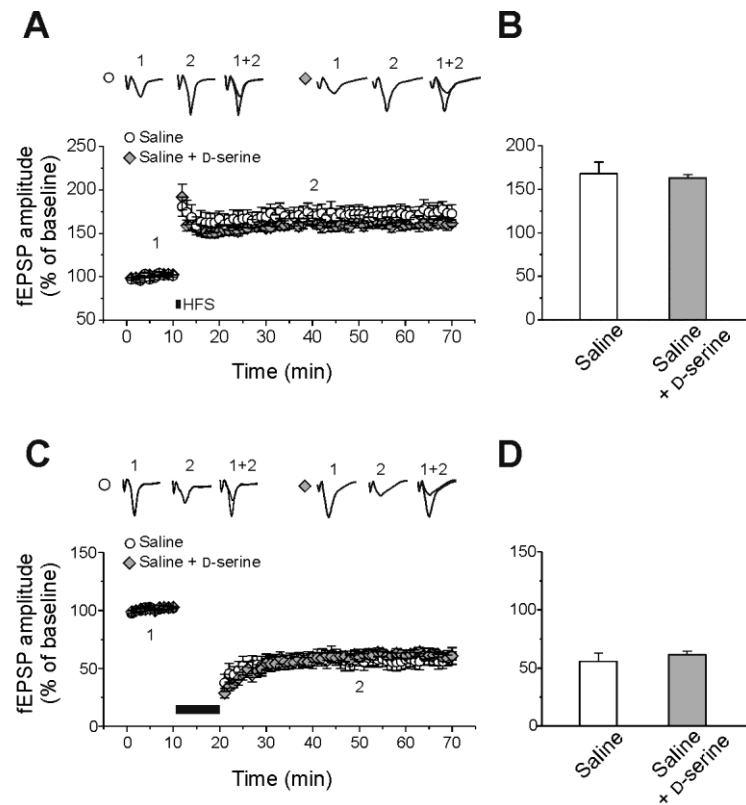 A
1 2 1+2 1 2 1+2
Saline
Saline + D-serine
250
200
150
100
50
1
2
HFS
0 10 20 30 40 50 60 70
Time (min)
fEPSP amplitude
(% of baseline)
B
200
150
100
50
0
Saline
Saline
+ D-serine
C
1 2 1+2 1 2 1+2
Saline
Saline + D-serine
150
100
50
0
1
2
0 10 20 30 40 50 60 70
Time (min)
fEPSP amplitude
(% of baseline)
D
150
100
50
0
Saline
Saline
+ D-serine